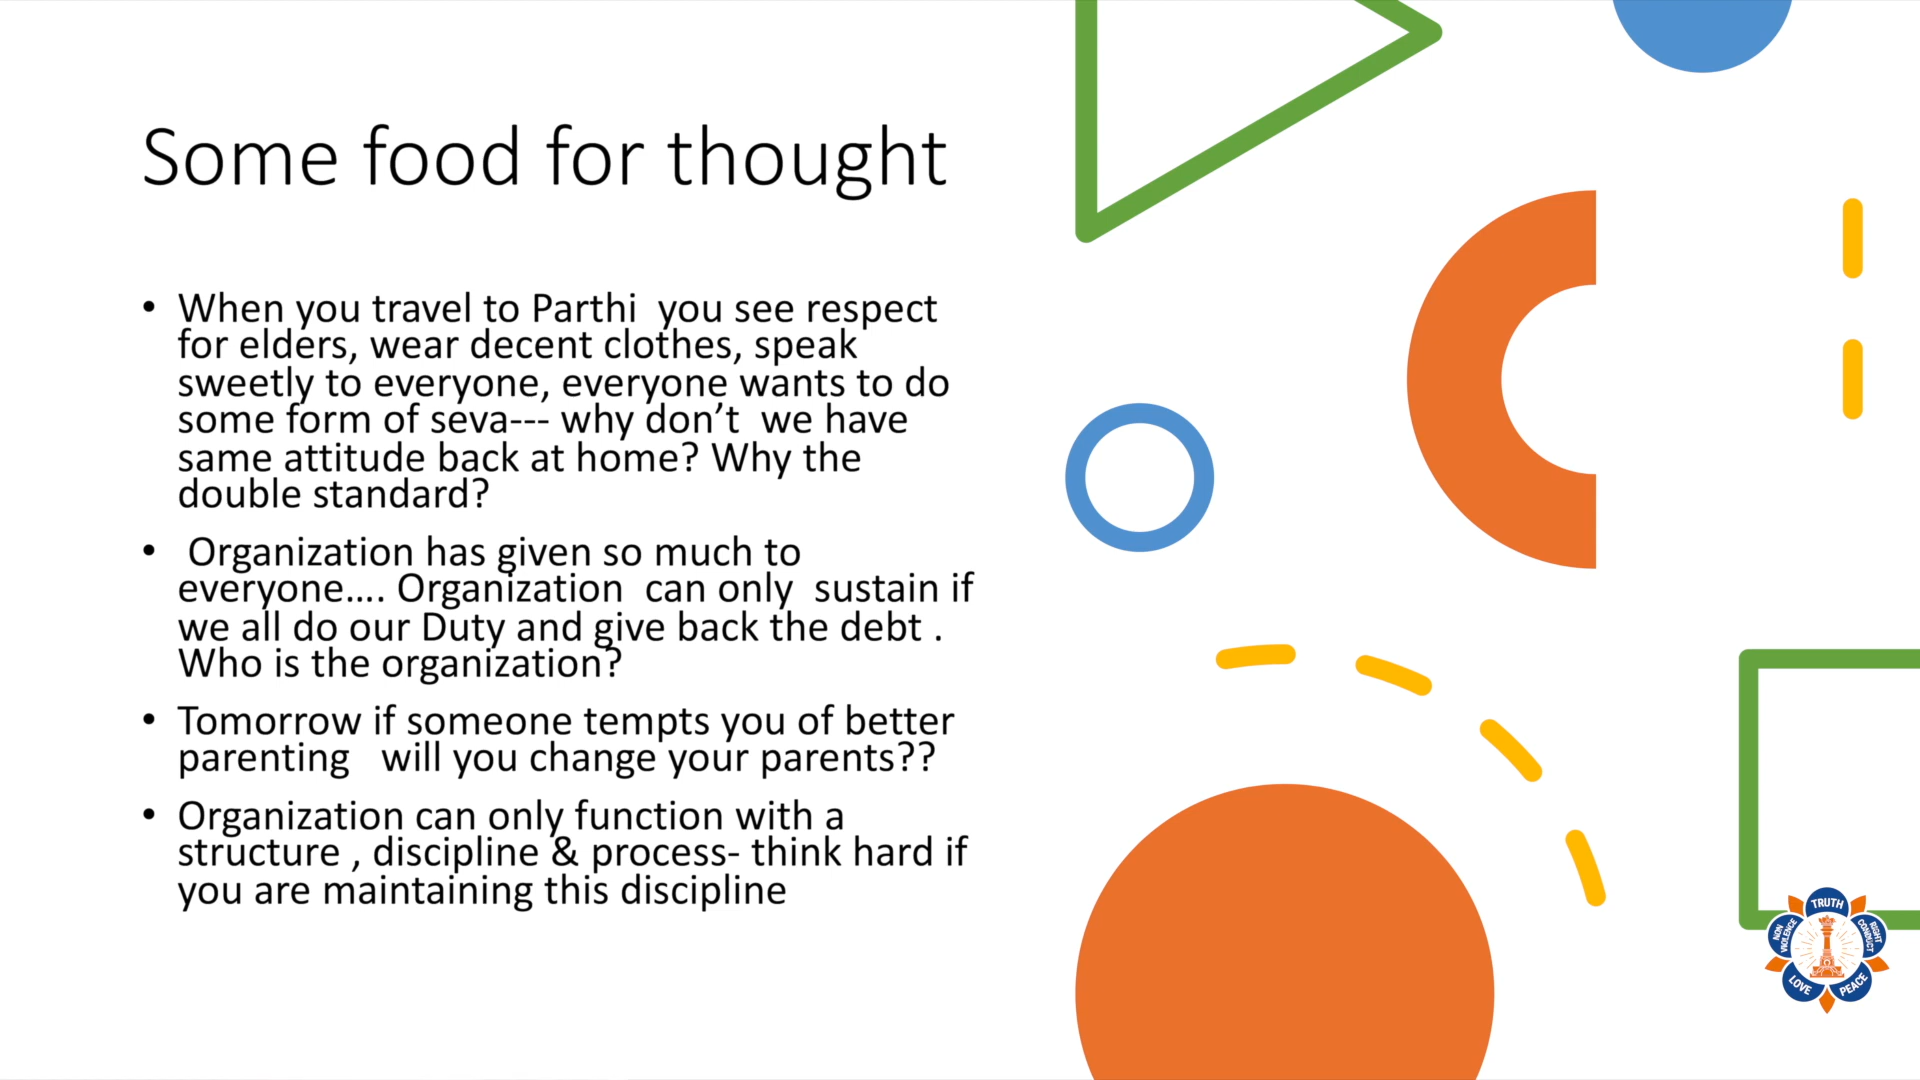 Some food for thought
• When you travel to Parthi  you see respect
for elders, wear decent clothes, speak
sweetly to everyone, everyone wants to do
some form of seva--- why don’t  we have
same attitude back at home? Why the
double standard?
•  Organization has given so much to
everyone.... Organization  can only  sustain if
we all do our Duty and give back the debt .
Who is the organization?
• Tomorrow if someone tempts you of better
parenting   will you change your parents??
• Organization can only function with a
structure , discipline & process- think hard if
you are maintaining this discipline
TRUTH
RIGHT
CONDUCT
PEACE
LOVE
NON
VIOLENCE